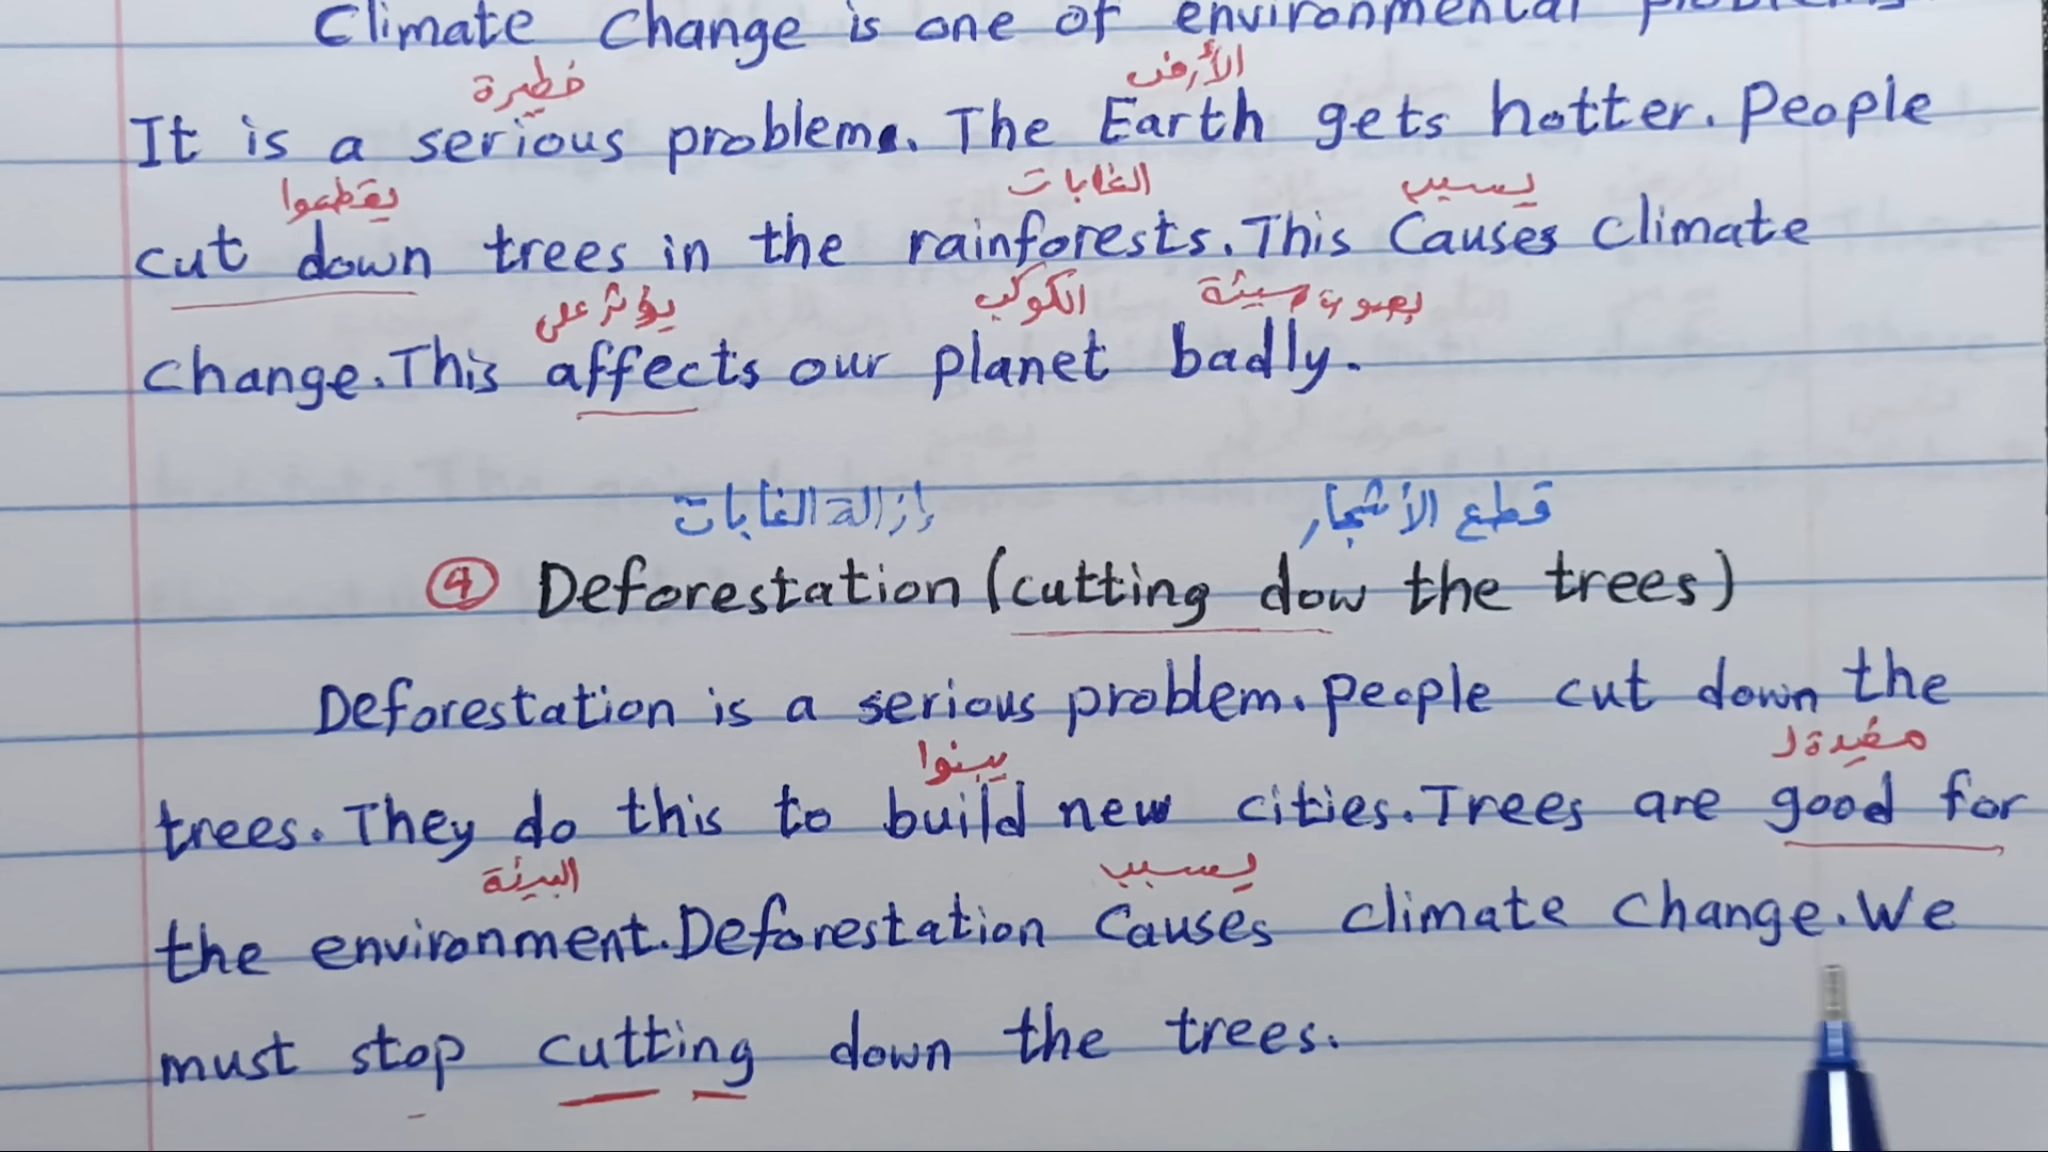 Climate change is one of environmental problems
خطيرة الأرض
It is a serious problem. The Earth gets hotter. People
يقطعوا الغابات يسبب
cut down trees in the rainforests. This causes climate
يؤثر على الكوكب بصورة سيئة
change. This affects our planet badly.
إزالة الغابات قطع الأشجار
④ Deforestation (cutting dow the trees)
Deforestation is a serious problem. people cut down the
مفيدة لـ
trees. They do this to build new cities. Trees are good for
يبنوا
البيئة يسبب
the environment. Deforestation causes climate change. We
must stop cutting down the trees.